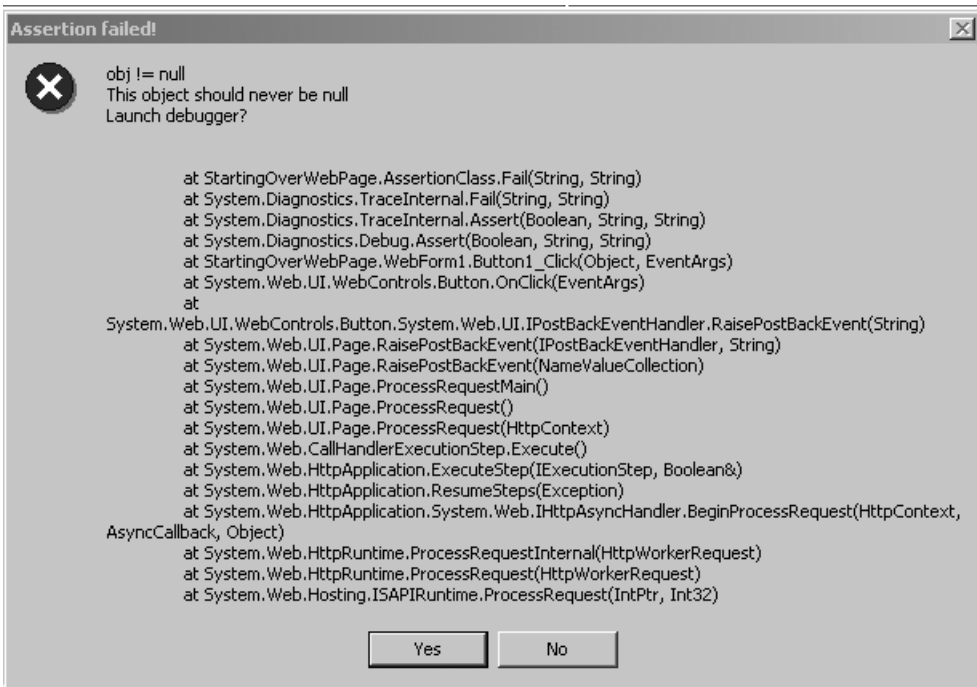 Assertion failed!
obj != null
This object should never be null
Launch debugger?
at StartingOverWebPage.AssertionClass.Fail(String, String)
at System.Diagnostics.TraceInternal.Fail(String, String)
at System.Diagnostics.TraceInternal.Assert(Boolean, String, String)
at System.Diagnostics.Debug.Assert(Boolean, String, String)
at StartingOverWebPage.WebForm1.Button1_Click(Object, EventArgs)
at System.Web.UI.WebControls.Button.OnClick(EventArgs)
at
System.Web.UI.WebControls.Button.System.Web.UI.IPostBackEventHandler.RaisePostBackEvent(String)
at System.Web.UI.Page.RaisePostBackEvent(IPostBackEventHandler, String)
at System.Web.UI.Page.RaisePostBackEvent(NameValueCollection)
at System.Web.UI.Page.ProcessRequestMain()
at System.Web.UI.Page.ProcessRequest()
at System.Web.UI.Page.ProcessRequest(HttpContext)
at System.Web.CallHandlerExecutionStep.Execute()
at System.Web.HttpApplication.ExecuteStep(IExecutionStep, Boolean&)
at System.Web.HttpApplication.ResumeSteps(Exception)
at System.Web.HttpApplication.System.Web.IHttpAsyncHandler.BeginProcessRequest(HttpContext,
AsyncCallback, Object)
at System.Web.HttpRuntime.ProcessRequestInternal(HttpWorkerRequest)
at System.Web.HttpRuntime.ProcessRequest(HttpWorkerRequest)
at System.Web.Hosting.ISAPIRuntime.ProcessRequest(IntPtr, Int32)
Yes No